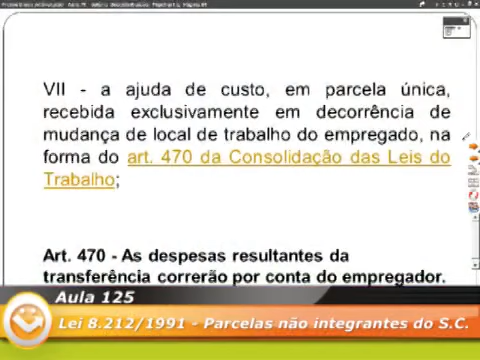 VII - a ajuda de custo, em parcela única,
recebida exclusivamente em decorrência de
mudança de local de trabalho do empregado, na
forma do art. 470 da Consolidação das Leis do
Trabalho;
Art. 470 - As despesas resultantes da
transferência correrão por conta do empregador.
Aula 125
Lei 8.212/1991 - Parcelas não integrantes do S.C.